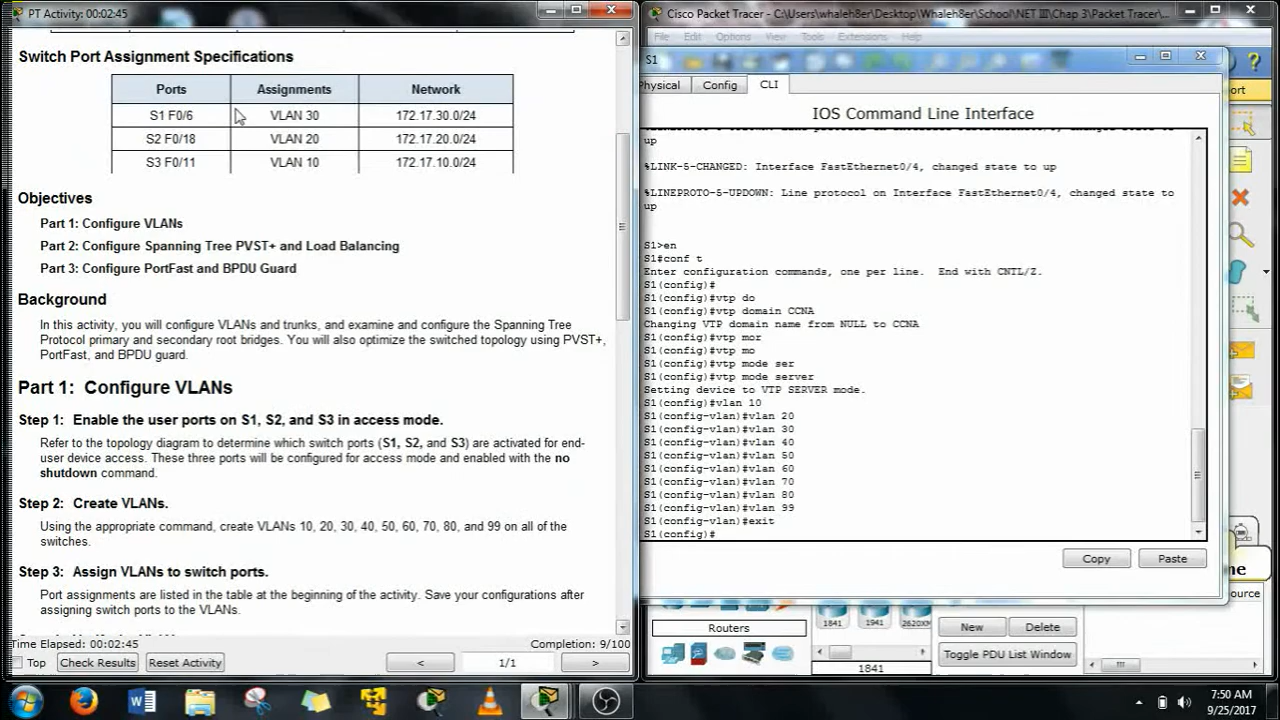 PT Activity: 00:02:45
Switch Port Assignment Specifications
Ports Assignments Network
S1 F0/6 VLAN 30 172.17.30.0/24
S2 F0/18 VLAN 20 172.17.20.0/24
S3 F0/11 VLAN 10 172.17.10.0/24
Objectives
Part 1: Configure VLANs
Part 2: Configure Spanning Tree PVST+ and Load Balancing
Part 3: Configure PortFast and BPDU Guard
Background
In this activity, you will configure VLANs and trunks, and examine and configure the Spanning Tree
Protocol primary and secondary root bridges. You will also optimize the switched topology using PVST+,
PortFast, and BPDU guard.
Part 1: Configure VLANs
Step 1: Enable the user ports on S1, S2, and S3 in access mode.
Refer to the topology diagram to determine which switch ports (S1, S2, and S3) are activated for end-
user device access. These three ports will be configured for access mode and enabled with the no
shutdown command.
Step 2: Create VLANs.
Using the appropriate command, create VLANs 10, 20, 30, 40, 50, 60, 70, 80, and 99 on all of the
switches.
Step 3: Assign VLANs to switch ports.
Port assignments are listed in the table at the beginning of the activity. Save your configurations after
assigning switch ports to the VLANs.
Time Elapsed: 00:02:45 Completion: 9/100
Top Check Results Reset Activity < 1/1 >
Cisco Packet Tracer - C:\Users\whaleh8er\Desktop\Whaleh8er\School\NET III\Chap 3\Packet Tracer\...
File Edit Options View Tools Extensions Help
S1
Physical Config CLI
IOS Command Line Interface
up
%LINK-5-CHANGED: Interface FastEthernet0/4, changed state to up
%LINEPROTO-5-UPDOWN: Line protocol on Interface FastEthernet0/4, changed state to
up
S1>en
S1#conf t
Enter configuration commands, one per line. End with CNTL/Z.
S1(config)#
S1(config)#vtp do
S1(config)#vtp domain CCNA
Changing VTP domain name from NULL to CCNA
S1(config)#vtp mor
S1(config)#vtp mo
S1(config)#vtp mode ser
S1(config)#vtp mode server
Setting device to VTP SERVER mode.
S1(config)#vlan 10
S1(config-vlan)#vlan 20
S1(config-vlan)#vlan 30
S1(config-vlan)#vlan 40
S1(config-vlan)#vlan 50
S1(config-vlan)#vlan 60
S1(config-vlan)#vlan 70
S1(config-vlan)#vlan 80
S1(config-vlan)#vlan 99
S1(config-vlan)#exit
S1(config)#
Copy Paste
ort
me
ource
1841 1941 2620XM
Routers
New Delete
Toggle PDU List Window
1841
7:50 AM
9/25/2017